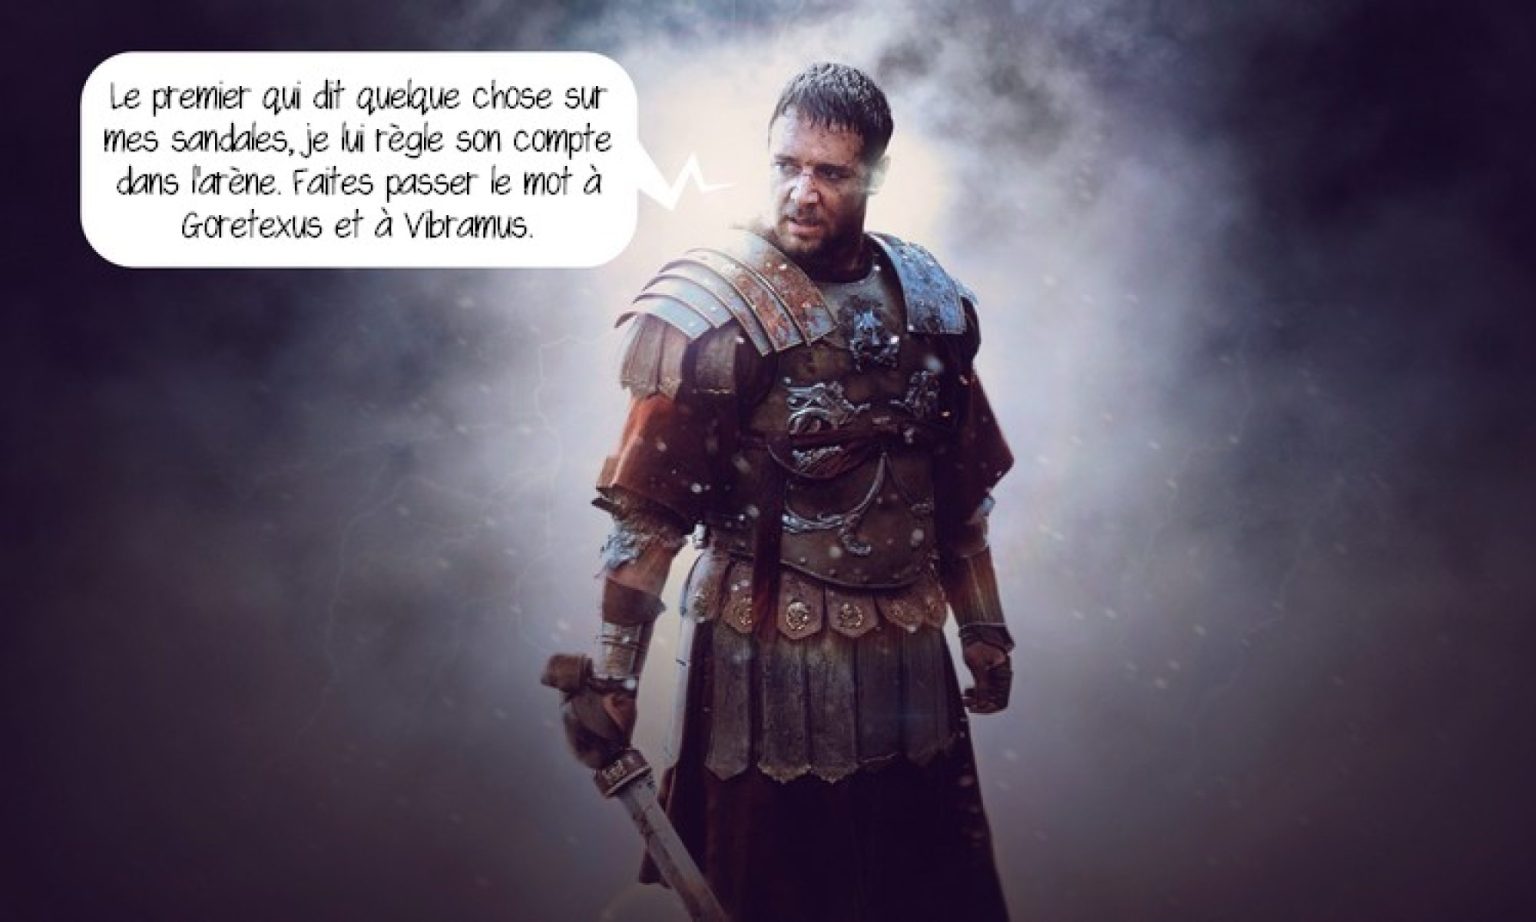 Le premier qui dit quelque chose sur
mes sandales, je lui règle son compte
dans l'arène. Faites passer le mot à
Goretexus et à Vibramus.